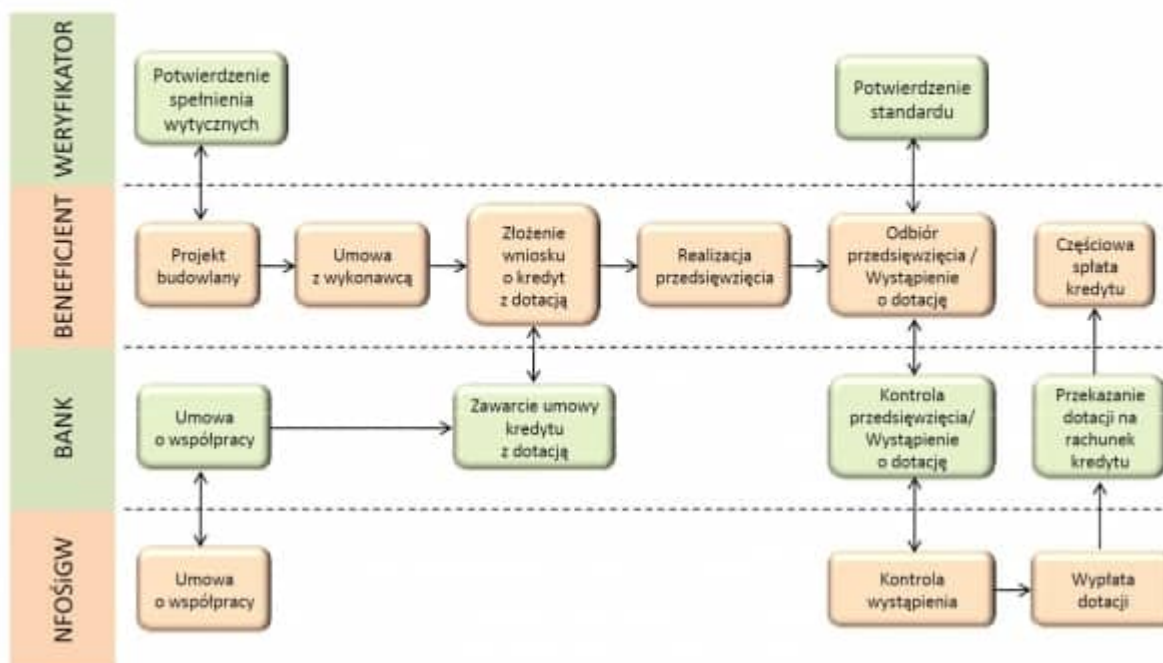 WERYFIKATOR
Potwierdzenie
spełnienia
wytycznych
Potwierdzenie
standardu
BENEFICJENT
Projekt
budowlany
Umowa
z wykonawcą
Złożenie
wniosku
o kredyt
z dotacją
Realizacja
przedsięwzięcia
Odbiór
przedsięwzięcia /
Wystąpienie
o dotację
Częściowa
spłata
kredytu
BANK
Umowa
o współpracy
Zawarcie umowy
kredytu
z dotacją
Kontrola
przedsięwzięcia/
Wystąpienie
o dotację
Przekazanie
dotacji na
rachunek
kredytu
NFOŚiGW
Umowa
o współpracy
Kontrola
wystąpienia
Wypłata
dotacji